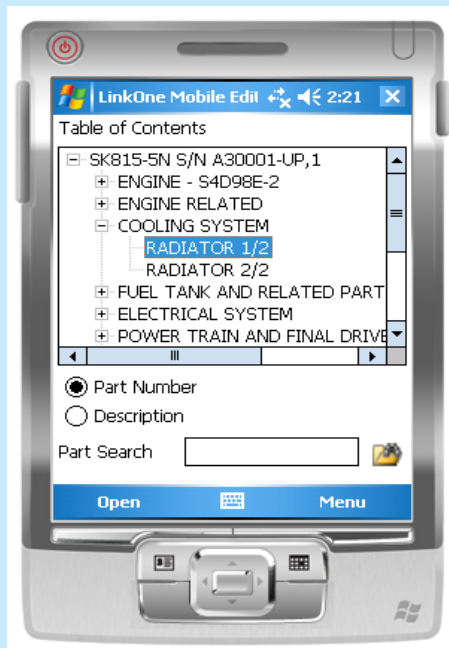 LinkOne Mobile Edit 2:21
Table of Contents
SK815-5N S/N A30001-UP,1
ENGINE - S4D98E-2
ENGINE RELATED
COOLING SYSTEM
RADIATOR 1/2
RADIATOR 2/2
FUEL TANK AND RELATED PART
ELECTRICAL SYSTEM
POWER TRAIN AND FINAL DRIVE
Part Number
Description
Part Search
Open Menu